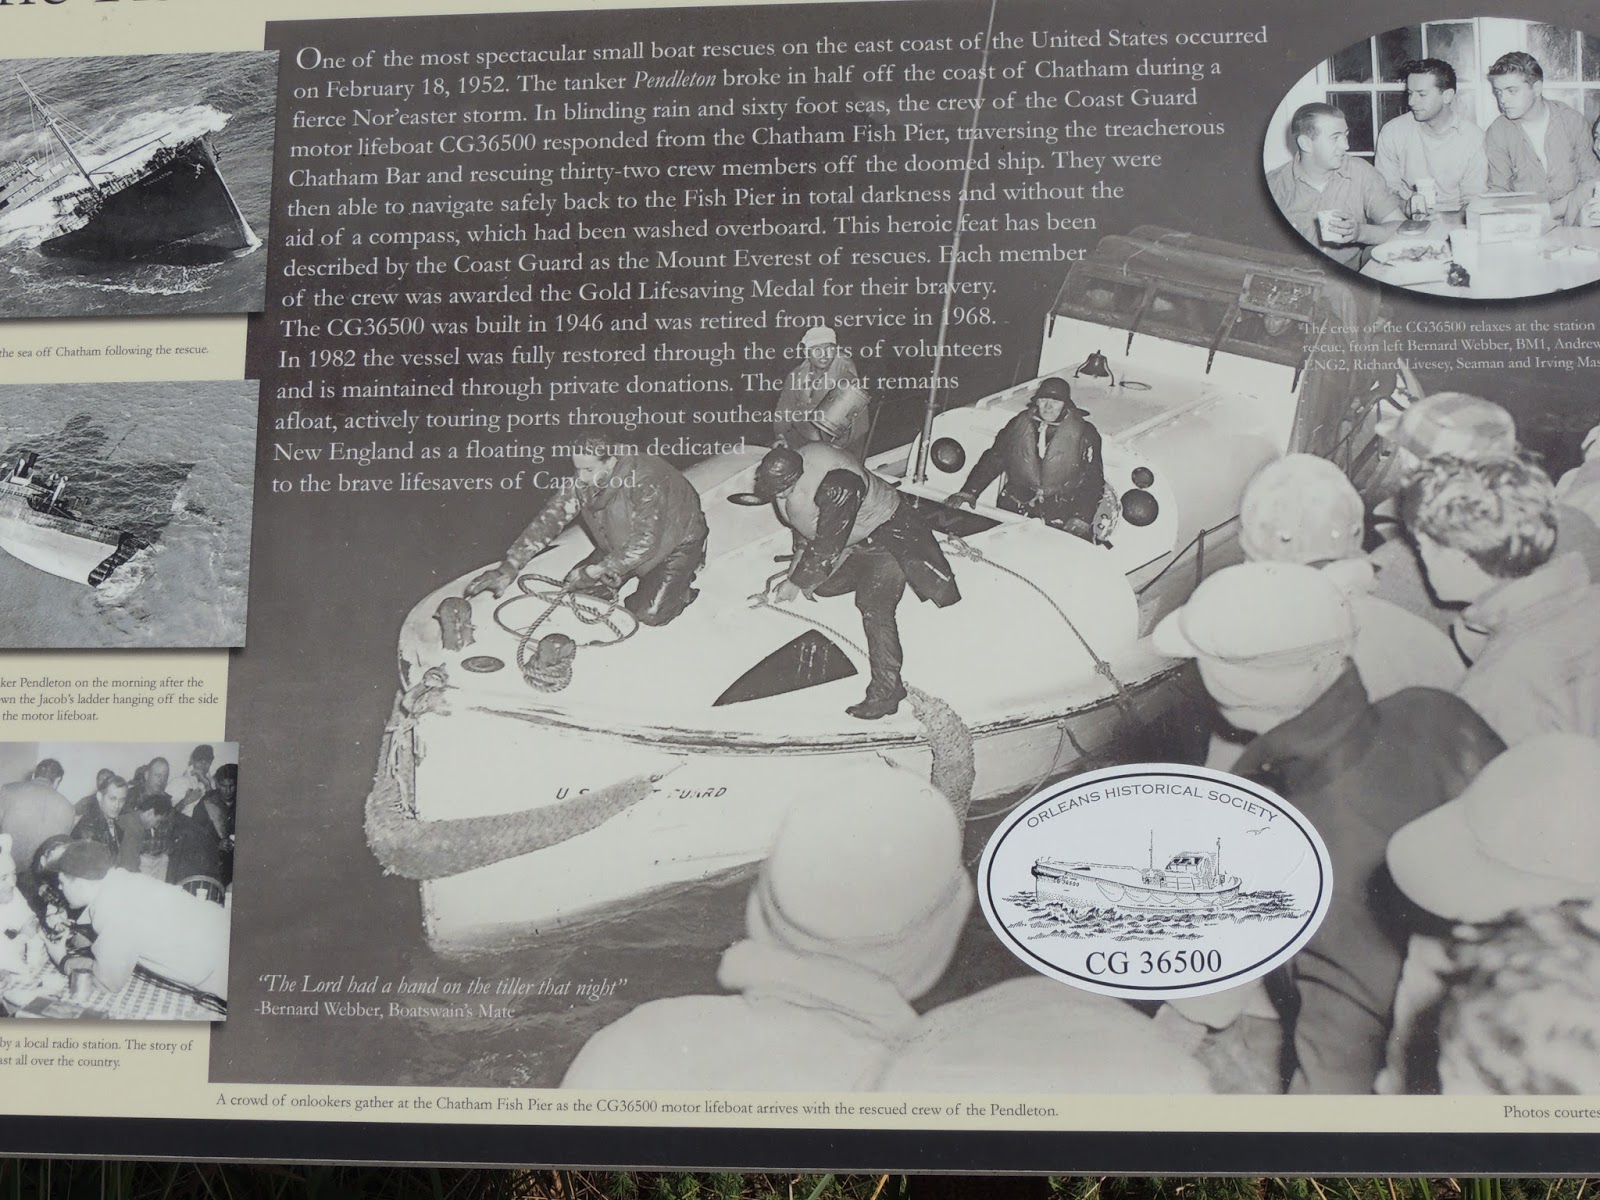 One of the most spectacular small boat rescues on the east coast of the United States occurred
on February 18, 1952. The tanker Pendleton broke in half off the coast of Chatham during a
fierce Nor'easter storm. In blinding rain and sixty foot seas, the crew of the Coast Guard
motor lifeboat CG36500 responded from the Chatham Fish Pier, traversing the treacherous
Chatham Bar and rescuing thirty-two crew members off the doomed ship. They were
then able to navigate safely back to the Fish Pier in total darkness and without the
aid of a compass, which had been washed overboard. This heroic feat has been
described by the Coast Guard as the Mount Everest of rescues. Each member
of the crew was awarded the Gold Lifesaving Medal for their bravery.
The CG36500 was built in 1946 and was retired from service in 1968.
In 1982 the vessel was fully restored through the efforts of volunteers
and is maintained through private donations. The lifeboat remains
afloat, actively touring ports throughout southeastern
New England as a floating museum dedicated
to the brave lifesavers of Cape Cod.
the sea off Chatham following the rescue.
ker Pendleton on the morning after the
wn the Jacob's ladder hanging off the side
the motor lifeboat.
by a local radio station. The story of
ast all over the country.
The crew of the CG36500 relaxes at the station
rescue, from left Bernard Webber, BM1, Andrew
ENG2, Richard Livesey, Seaman and Irving Mas
"The Lord had a hand on the tiller that night"
-Bernard Webber, Boatswain's Mate
ORLEANS HISTORICAL SOCIETY
CG 36500
A crowd of onlookers gather at the Chatham Fish Pier as the CG36500 motor lifeboat arrives with the rescued crew of the Pendleton.
Photos courtes